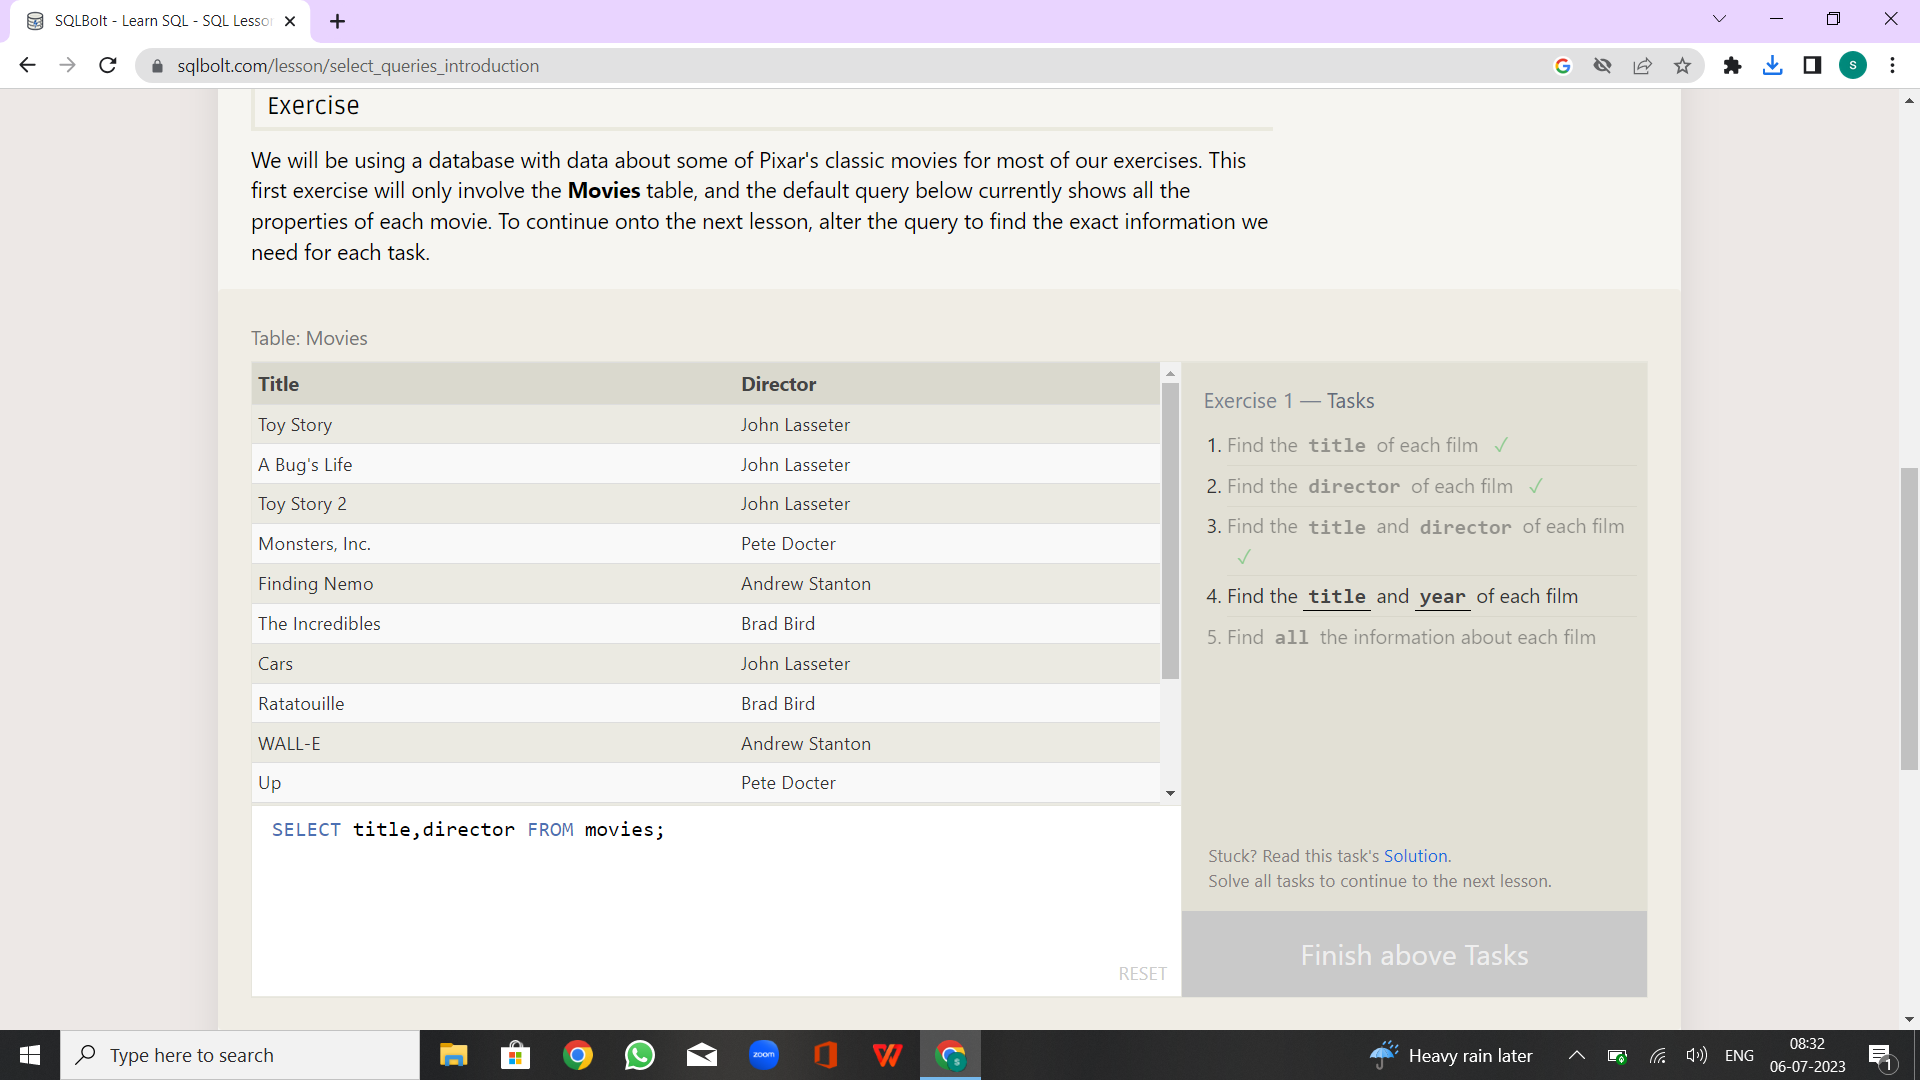 SQLBolt - Learn SQL - SQL Lesso
sqlbolt.com/lesson/select_queries_introduction
S
Exercise
We will be using a database with data about some of Pixar's classic movies for most of our exercises. This
first exercise will only involve the Movies table, and the default query below currently shows all the
properties of each movie. To continue onto the next lesson, alter the query to find the exact information we
need for each task.
Table: Movies
Title Director
Toy Story John Lasseter
A Bug's Life John Lasseter
Toy Story 2 John Lasseter
Monsters, Inc. Pete Docter
Finding Nemo Andrew Stanton
The Incredibles Brad Bird
Cars John Lasseter
Ratatouille Brad Bird
WALL-E Andrew Stanton
Up Pete Docter
SELECT title,director FROM movies;
RESET
Exercise 1 — Tasks
1. Find the title of each film ✓
2. Find the director of each film ✓
3. Find the title and director of each film
✓
4. Find the title and year of each film
5. Find all the information about each film
Stuck? Read this task's Solution.
Solve all tasks to continue to the next lesson.
Finish above Tasks
Type here to search
zoom
S
Heavy rain later
ENG
08:32
06-07-2023
1